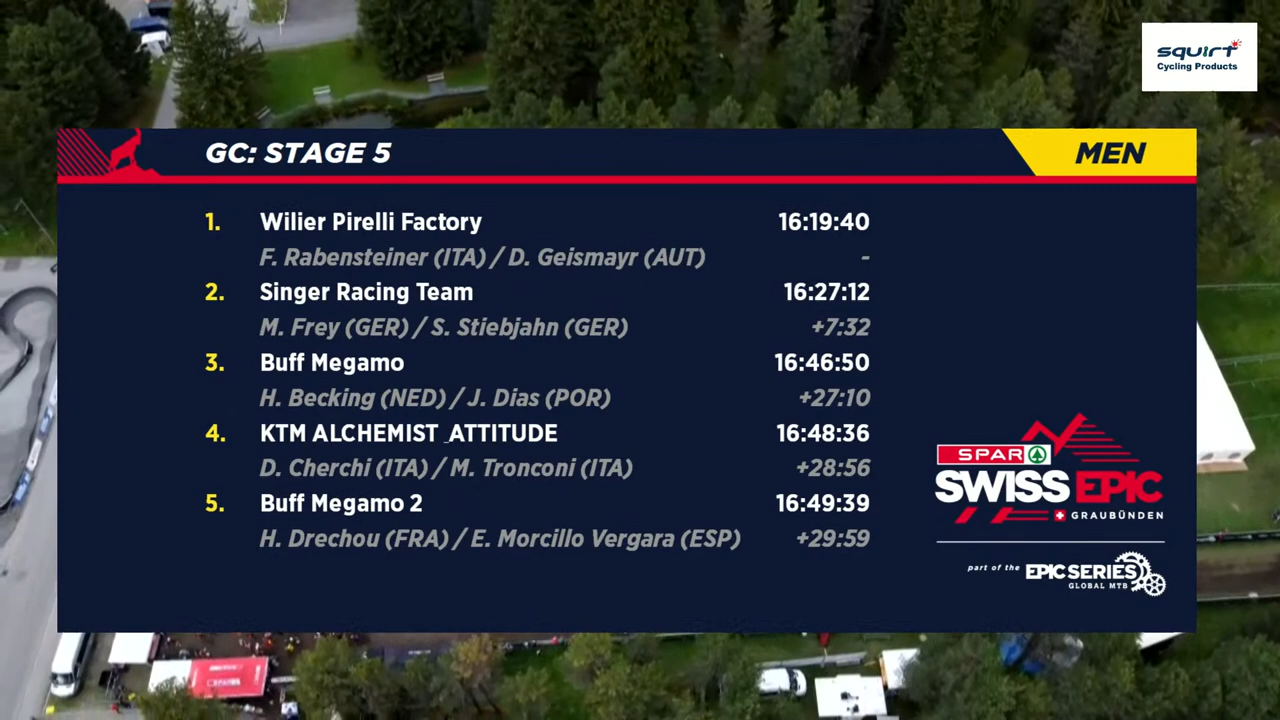 squirt
Cycling Products
GC: STAGE 5
MEN
1. Wilier Pirelli Factory 16:19:40
F. Rabensteiner (ITA) / D. Geismayr (AUT) -
2. Singer Racing Team 16:27:12
M. Frey (GER) / S. Stiebjahn (GER) +7:32
3. Buff Megamo 16:46:50
H. Becking (NED) / J. Dias (POR) +27:10
4. KTM ALCHEMIST_ATTITUDE 16:48:36
D. Cherchi (ITA) / M. Tronconi (ITA) +28:56
5. Buff Megamo 2 16:49:39
H. Drechou (FRA) / E. Morcillo Vergara (ESP) +29:59
SPAR
SWISS EPIC
GRAUBÜNDEN
part of the EPIC SERIES
GLOBAL MTB